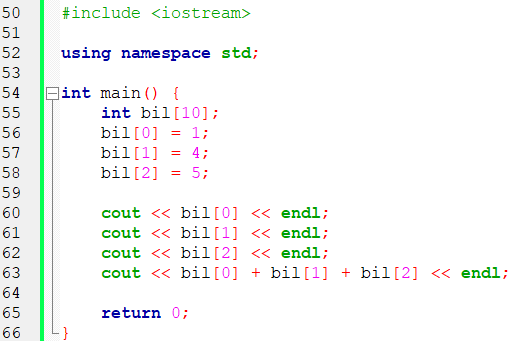 50 #include <iostream>
51
52 using namespace std;
53
54 int main() {
55     int bil[10];
56     bil[0] = 1;
57     bil[1] = 4;
58     bil[2] = 5;
59
60     cout << bil[0] << endl;
61     cout << bil[1] << endl;
62     cout << bil[2] << endl;
63     cout << bil[0] + bil[1] + bil[2] << endl;
64
65     return 0;
66 }